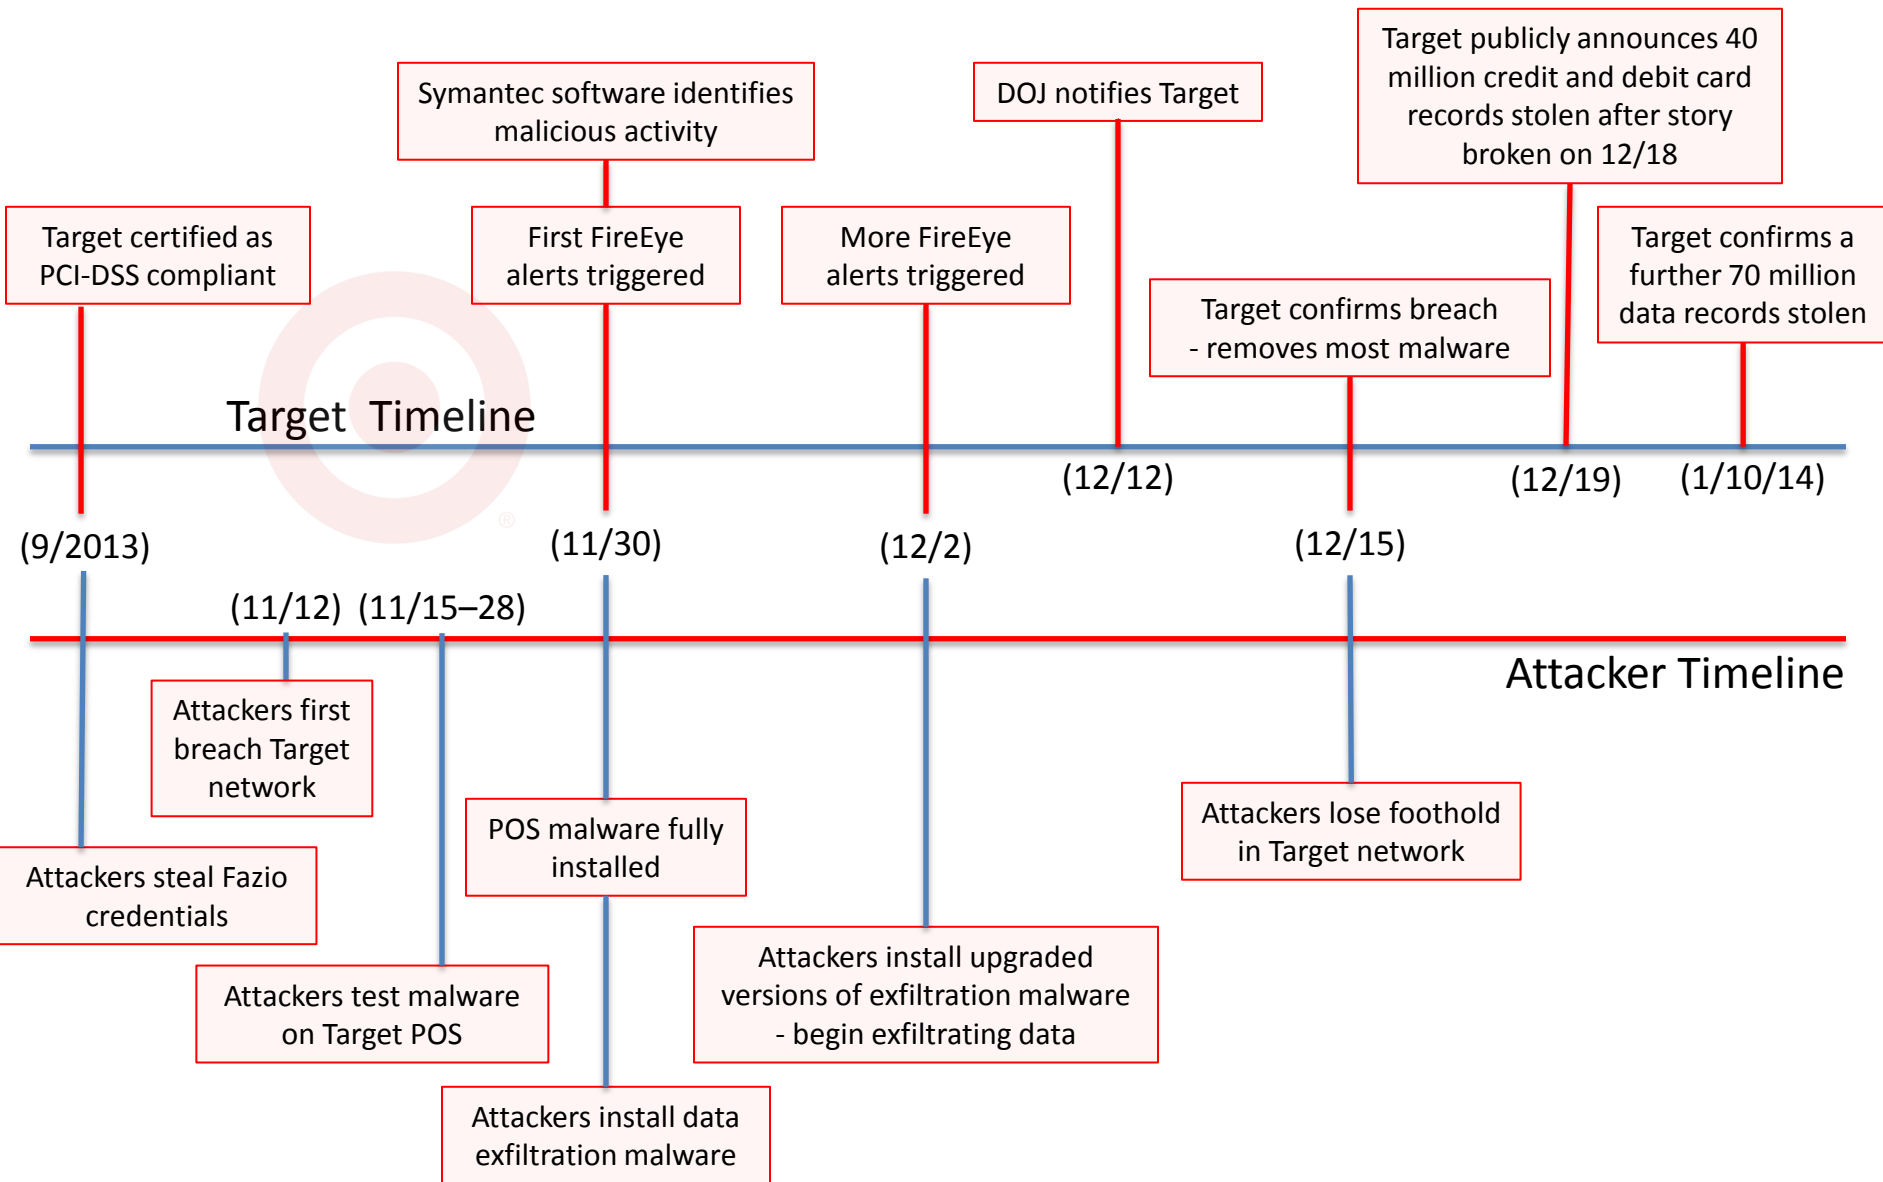 Target publicly announces 40
million credit and debit card
records stolen after story
broken on 12/18
Symantec software identifies
malicious activity
DOJ notifies Target
Target certified as
PCI-DSS compliant
First FireEye
alerts triggered
More FireEye
alerts triggered
Target confirms breach
- removes most malware
Target confirms a
further 70 million
data records stolen
Target Timeline
(12/12)
(12/19)
(1/10/14)
®
(9/2013)
(11/30)
(12/2)
(12/15)
(11/12)
(11/15–28)
Attacker Timeline
Attackers first
breach Target
network
POS malware fully
installed
Attackers lose foothold
in Target network
Attackers steal Fazio
credentials
Attackers test malware
on Target POS
Attackers install upgraded
versions of exfiltration malware
- begin exfiltrating data
Attackers install data
exfiltration malware